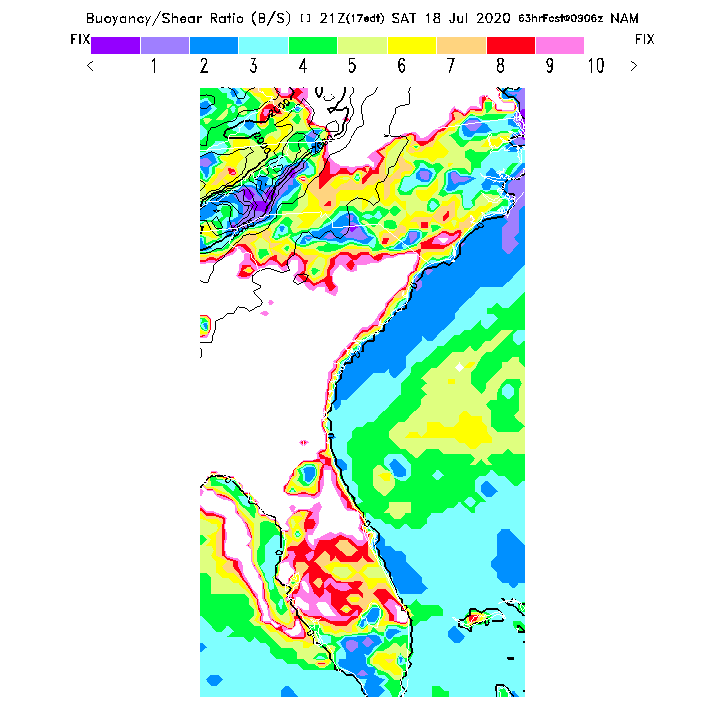 Buoyancy/Shear Ratio (B/S) [] 21Z(17edt) SAT 18 Jul 2020 63hrFcst@0906z NAM
FIX FIX
< 1 2 3 4 5 6 7 8 9 10 >